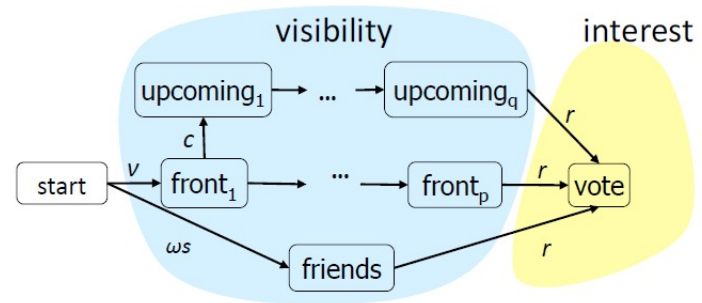 visibility interest
upcoming1 ... upcomingq
r
c
start v front1 ... frontp r vote
ωs friends r